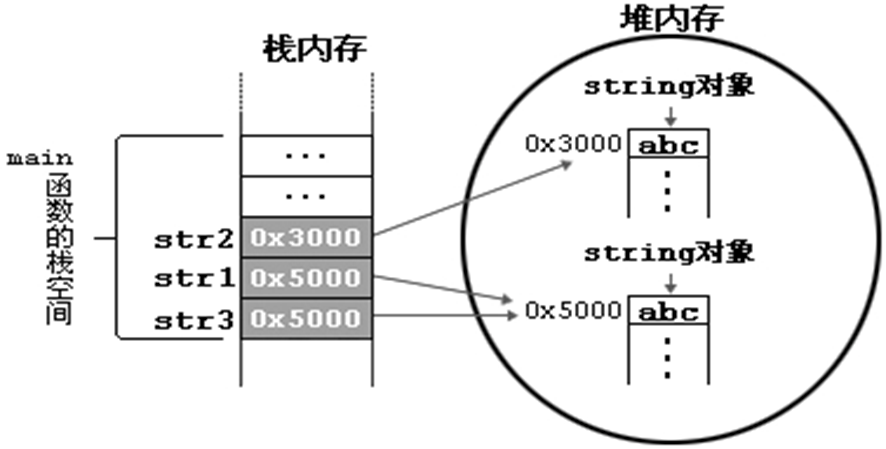 栈内存
堆内存
string对象
0x3000 abc
main
函数的栈空间
...
...
str2 0x3000
str1 0x5000
str3 0x5000
string对象
0x5000 abc